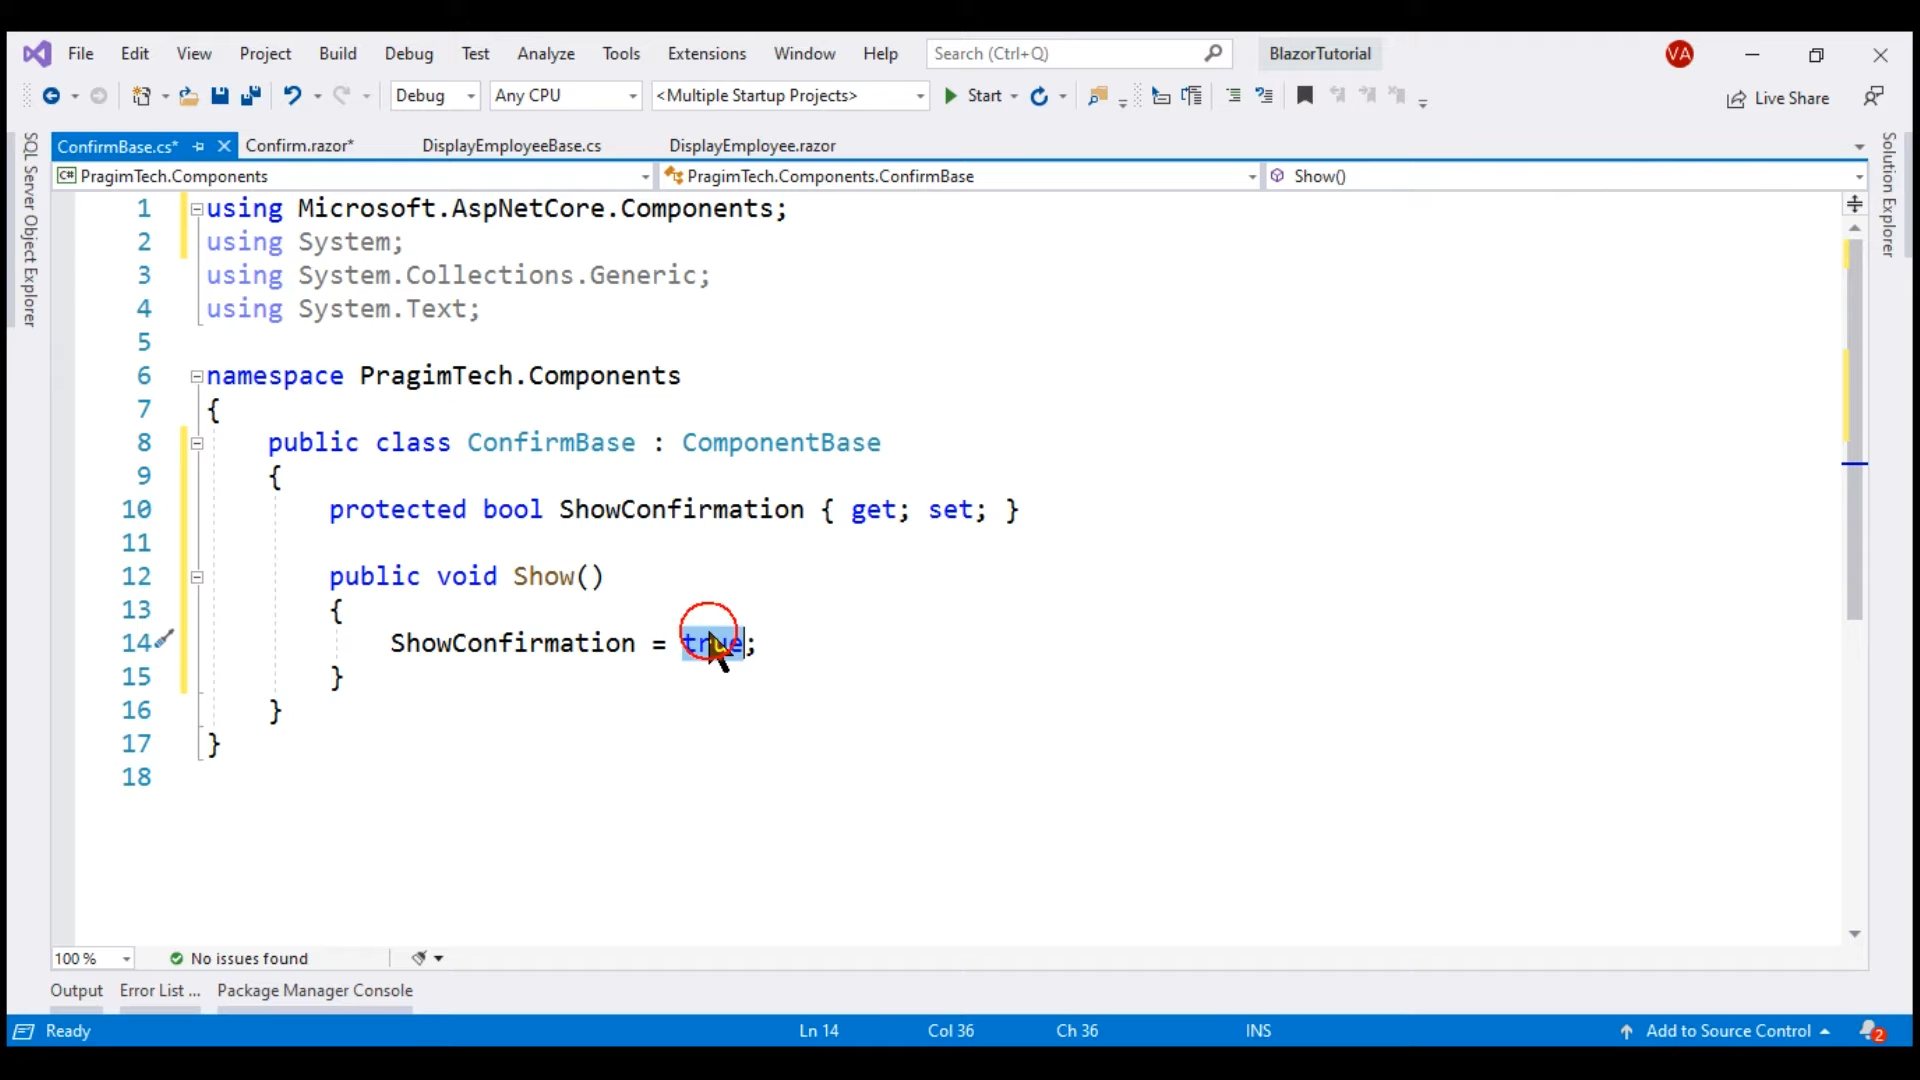 File Edit View Project Build Debug Test Analyze Tools Extensions Window Help Search (Ctrl+Q) BlazorTutorial VA
Debug Any CPU <Multiple Startup Projects> Start Live Share
ConfirmBase.cs* Confirm.razor* DisplayEmployeeBase.cs DisplayEmployee.razor
C# PragimTech.Components PragimTech.Components.ConfirmBase Show()
SQL Server Object Explorer
Solution Explorer
1 using Microsoft.AspNetCore.Components;
2 using System;
3 using System.Collections.Generic;
4 using System.Text;
5
6 namespace PragimTech.Components
7 {
8 public class ConfirmBase : ComponentBase
9 {
10 protected bool ShowConfirmation { get; set; }
11
12 public void Show()
13 {
14 ShowConfirmation = true;
15 }
16 }
17 }
18
100 % No issues found
Output Error List ... Package Manager Console
Ready Ln 14 Col 36 Ch 36 INS Add to Source Control 2